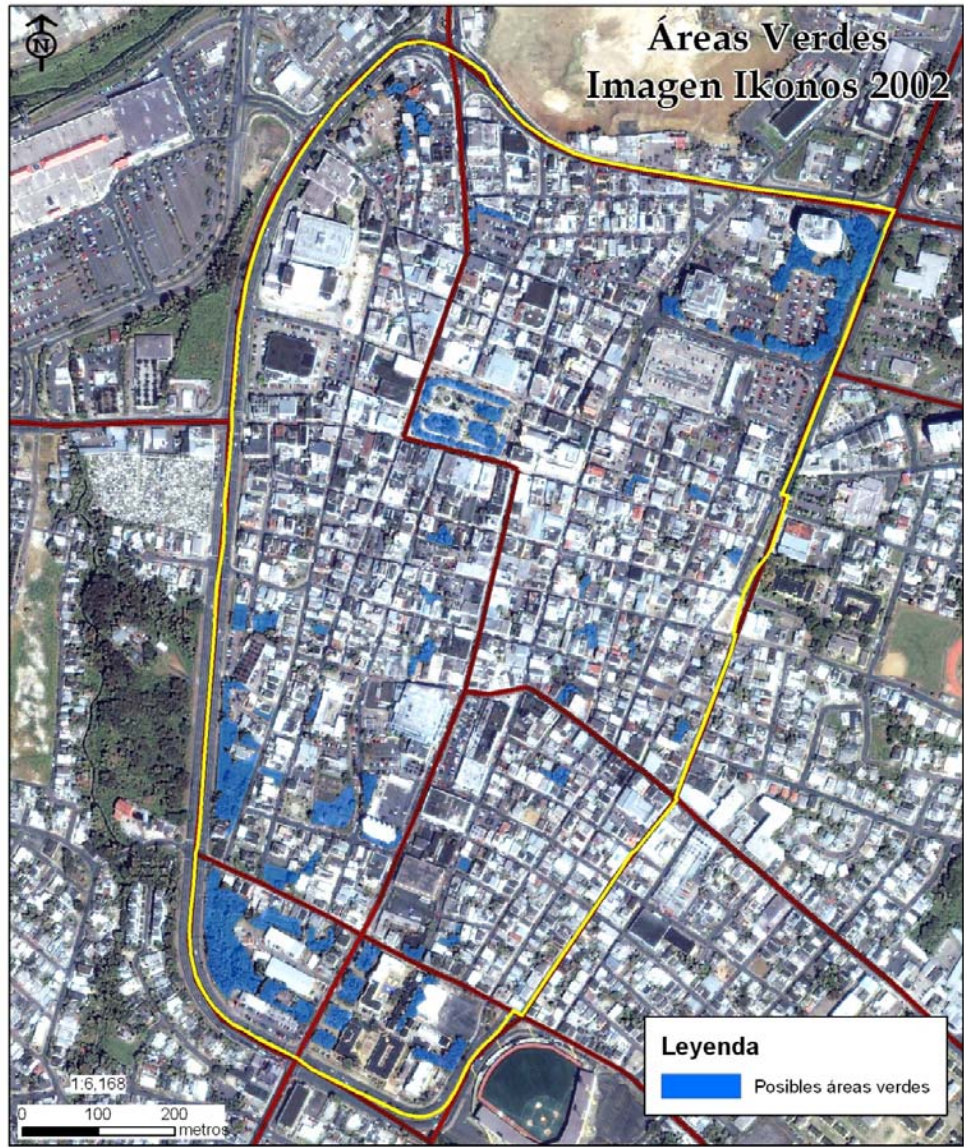 N
Áreas Verdes
Imagen Ikonos 2002
Leyenda
Posibles áreas verdes
1:6,168
0 100 200
metros